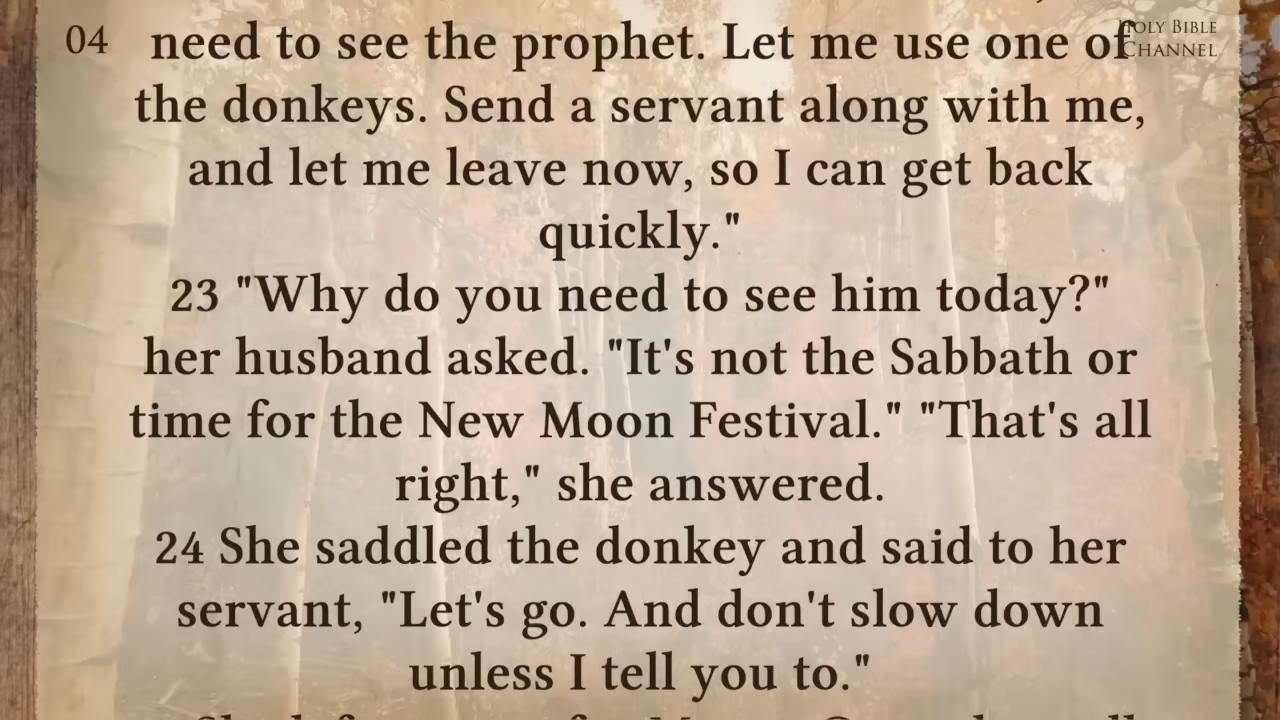 04
need to see the prophet. Let me use one of
HOLY BIBLE
CHANNEL
the donkeys. Send a servant along with me,
and let me leave now, so I can get back
quickly."
23 "Why do you need to see him today?"
her husband asked. "It's not the Sabbath or
time for the New Moon Festival." "That's all
right," she answered.
24 She saddled the donkey and said to her
servant, "Let's go. And don't slow down
unless I tell you to."